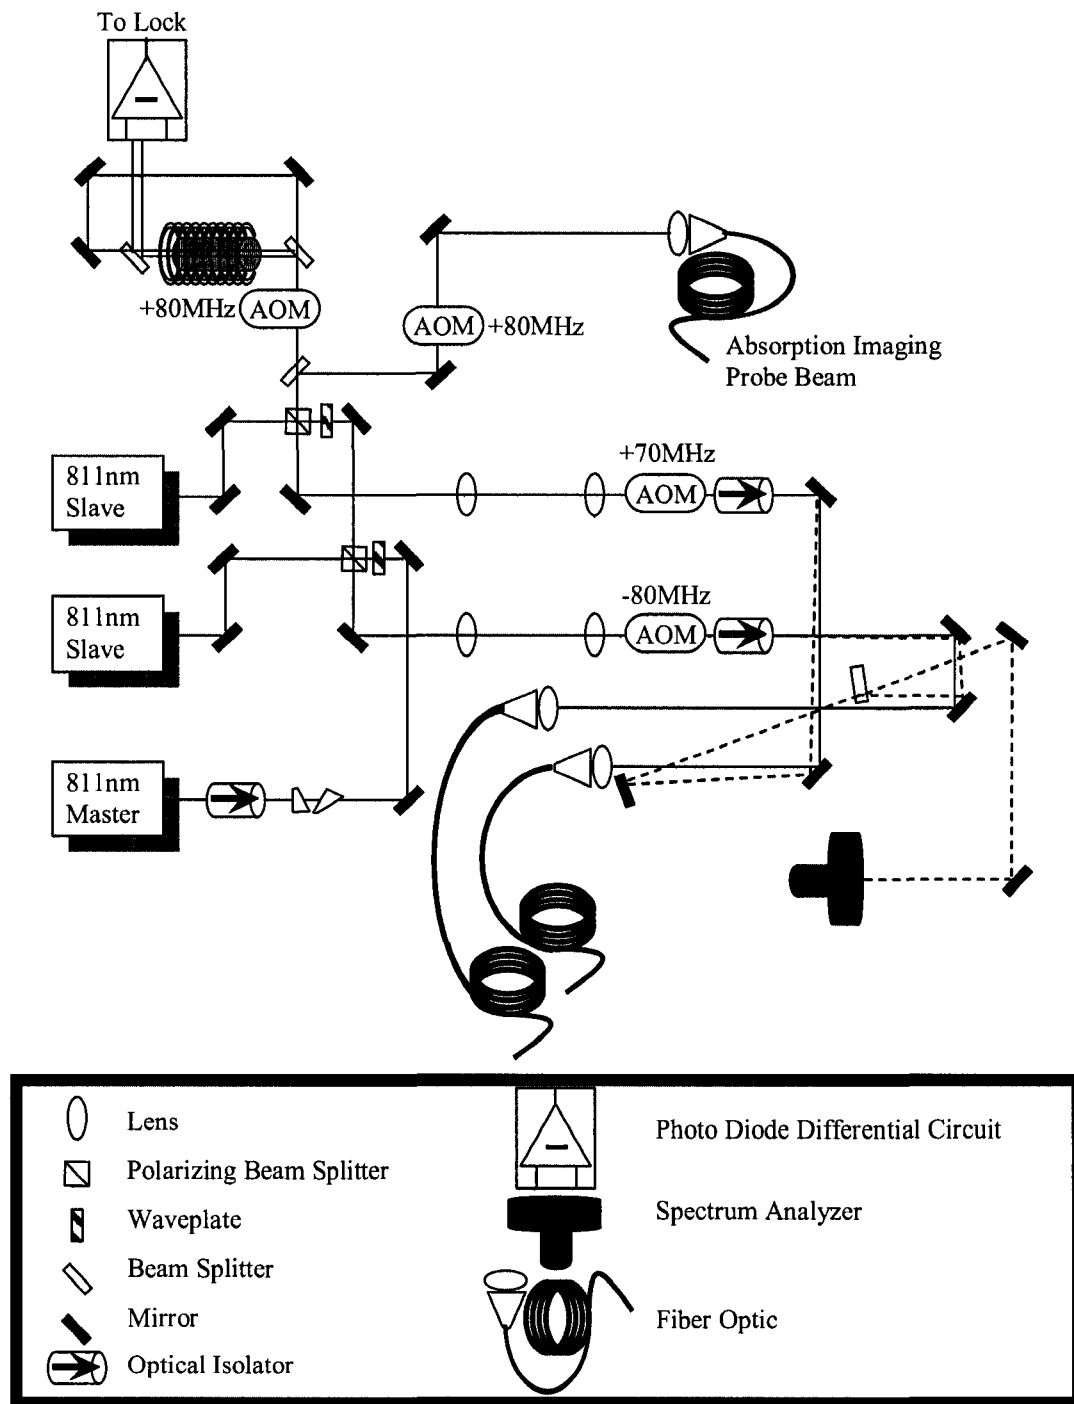 To Lock
+80MHz
AOM
AOM
+80MHz
Absorption Imaging
Probe Beam
811nm
Slave
+70MHz
AOM
811nm
Slave
-80MHz
AOM
811nm
Master
Lens
Polarizing Beam Splitter
Waveplate
Beam Splitter
Mirror
Optical Isolator
Photo Diode Differential Circuit
Spectrum Analyzer
Fiber Optic